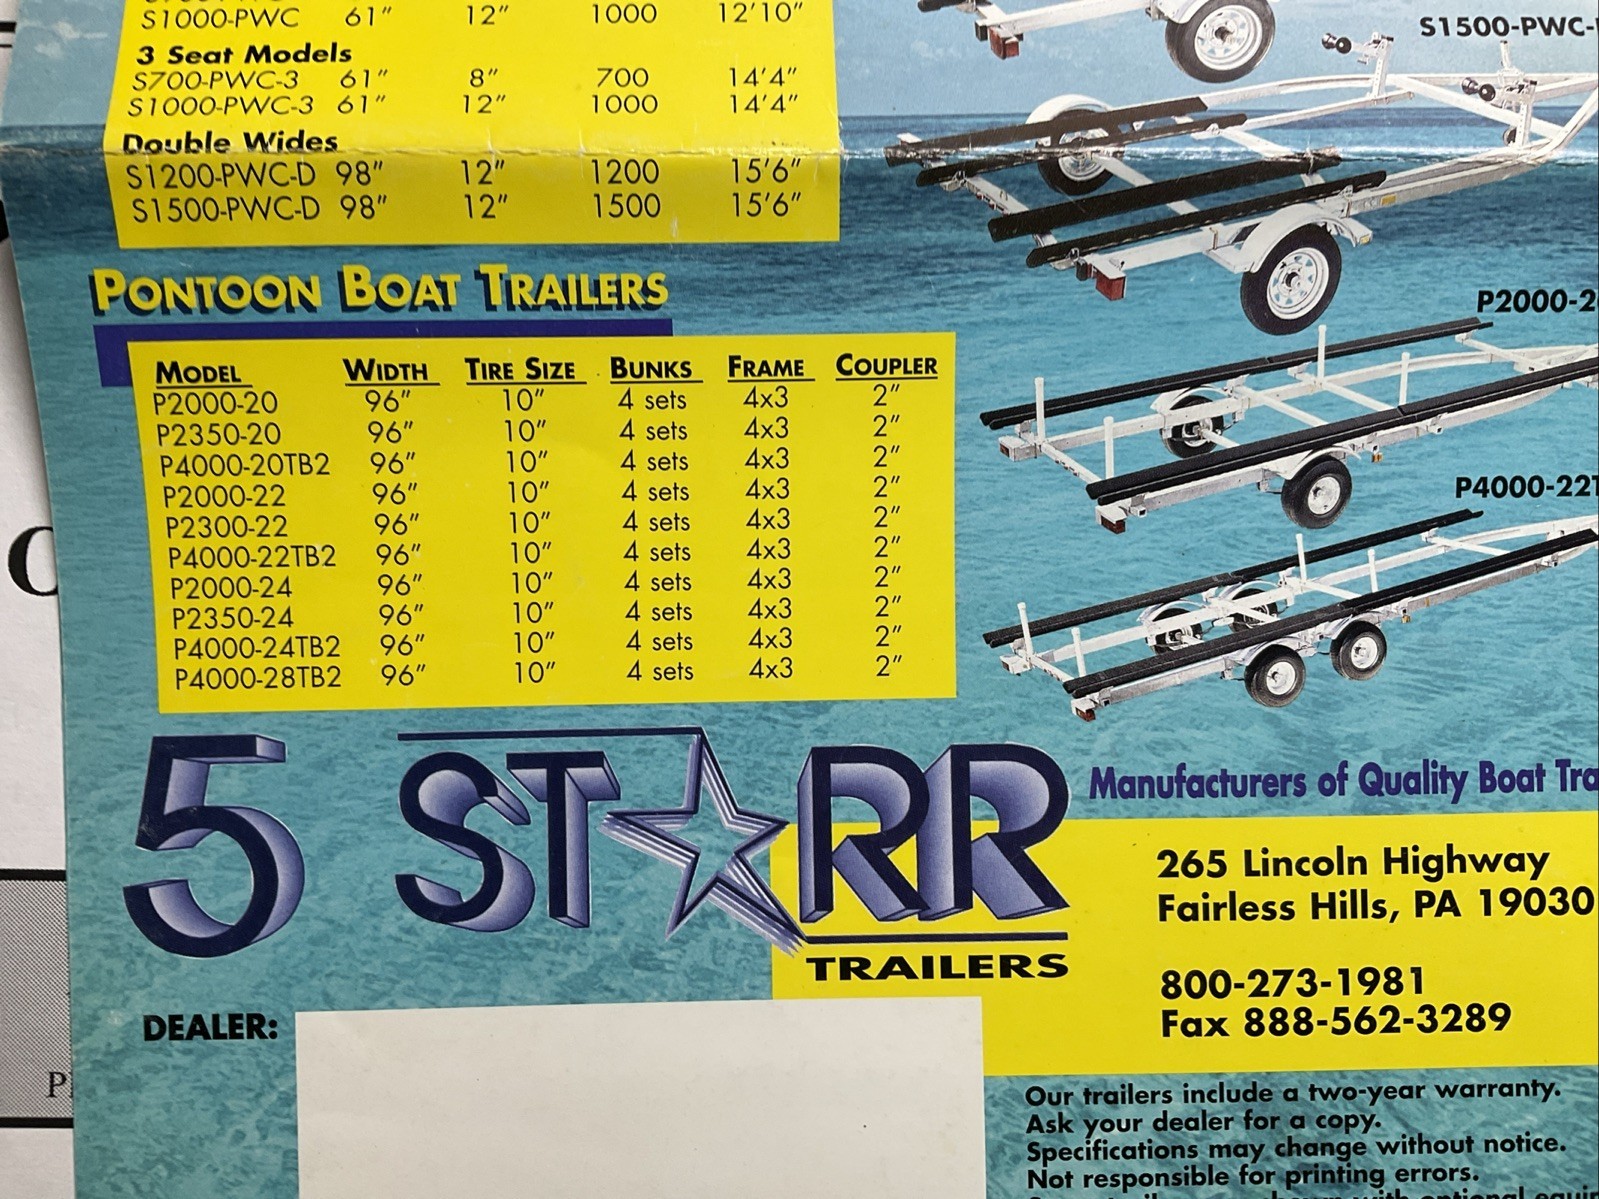 S1000-PWC 61" 12" 1000 12'10"
3 Seat Models
S700-PWC-3 61" 8" 700 14'4"
S1000-PWC-3 61" 12" 1000 14'4"
Double Wides
S1200-PWC-D 98" 12" 1200 15'6"
S1500-PWC-D 98" 12" 1500 15'6"
S1500-PWC-
PONTOON BOAT TRAILERS
MODEL WIDTH TIRE SIZE BUNKS FRAME COUPLER
P2000-20 96" 10" 4 sets 4x3 2"
P2350-20 96" 10" 4 sets 4x3 2"
P4000-20TB2 96" 10" 4 sets 4x3 2"
P2000-22 96" 10" 4 sets 4x3 2"
P2300-22 96" 10" 4 sets 4x3 2"
P4000-22TB2 96" 10" 4 sets 4x3 2"
P2000-24 96" 10" 4 sets 4x3 2"
P2350-24 96" 10" 4 sets 4x3 2"
P4000-24TB2 96" 10" 4 sets 4x3 2"
P4000-28TB2 96" 10" 4 sets 4x3 2"
P2000-2
P4000-22T
5 STARR
TRAILERS
Manufacturers of Quality Boat Tra
265 Lincoln Highway
Fairless Hills, PA 19030
800-273-1981
Fax 888-562-3289
DEALER:
Our trailers include a two-year warranty.
Ask your dealer for a copy.
Specifications may change without notice.
Not responsible for printing errors.